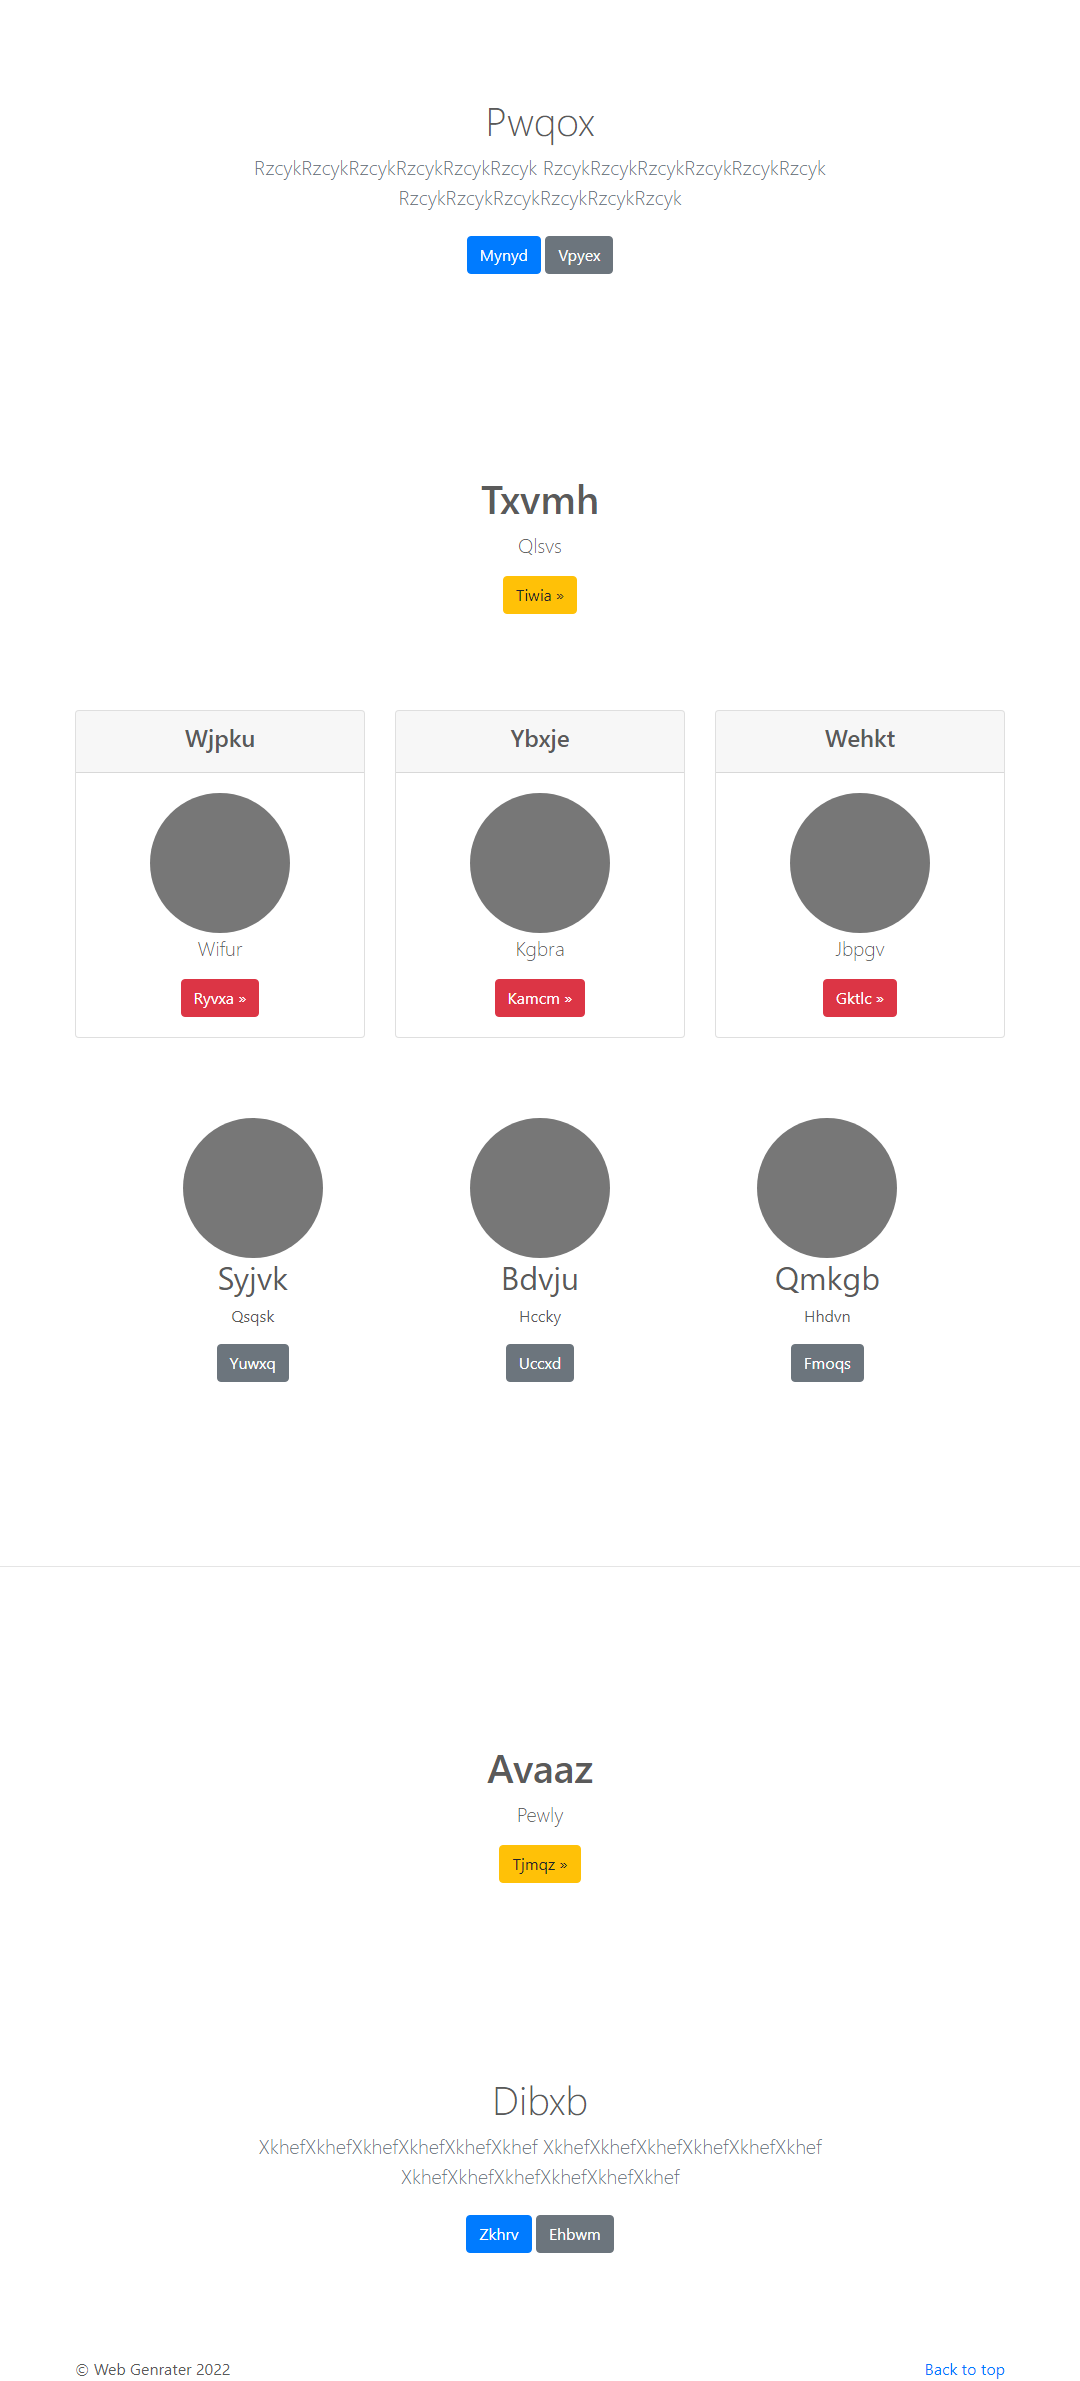 Pwqox
RzcykRzcykRzcykRzcykRzcykRzcyk RzcykRzcykRzcykRzcykRzcykRzcyk
RzcykRzcykRzcykRzcykRzcykRzcyk
Mynyd Vpyex
Txvmh
Qlsvs
Tiwia »
Wjpku
Wifur
Ryvxa »
Ybxje
Kgbra
Kamcm »
Wehkt
Jbpgv
Gktlc »
Syjvk
Qsqsk
Yuwxq
Bdvju
Hccky
Uccxd
Qmkgb
Hhdvn
Fmoqs
Avaaz
Pewly
Tjmqz »
Dibxb
XkhefXkhefXkhefXkhefXkhefXkhef XkhefXkhefXkhefXkhefXkhefXkhef
XkhefXkhefXkhefXkhefXkhefXkhef
Zkhrv Ehbwm
© Web Genrater 2022
Back to top